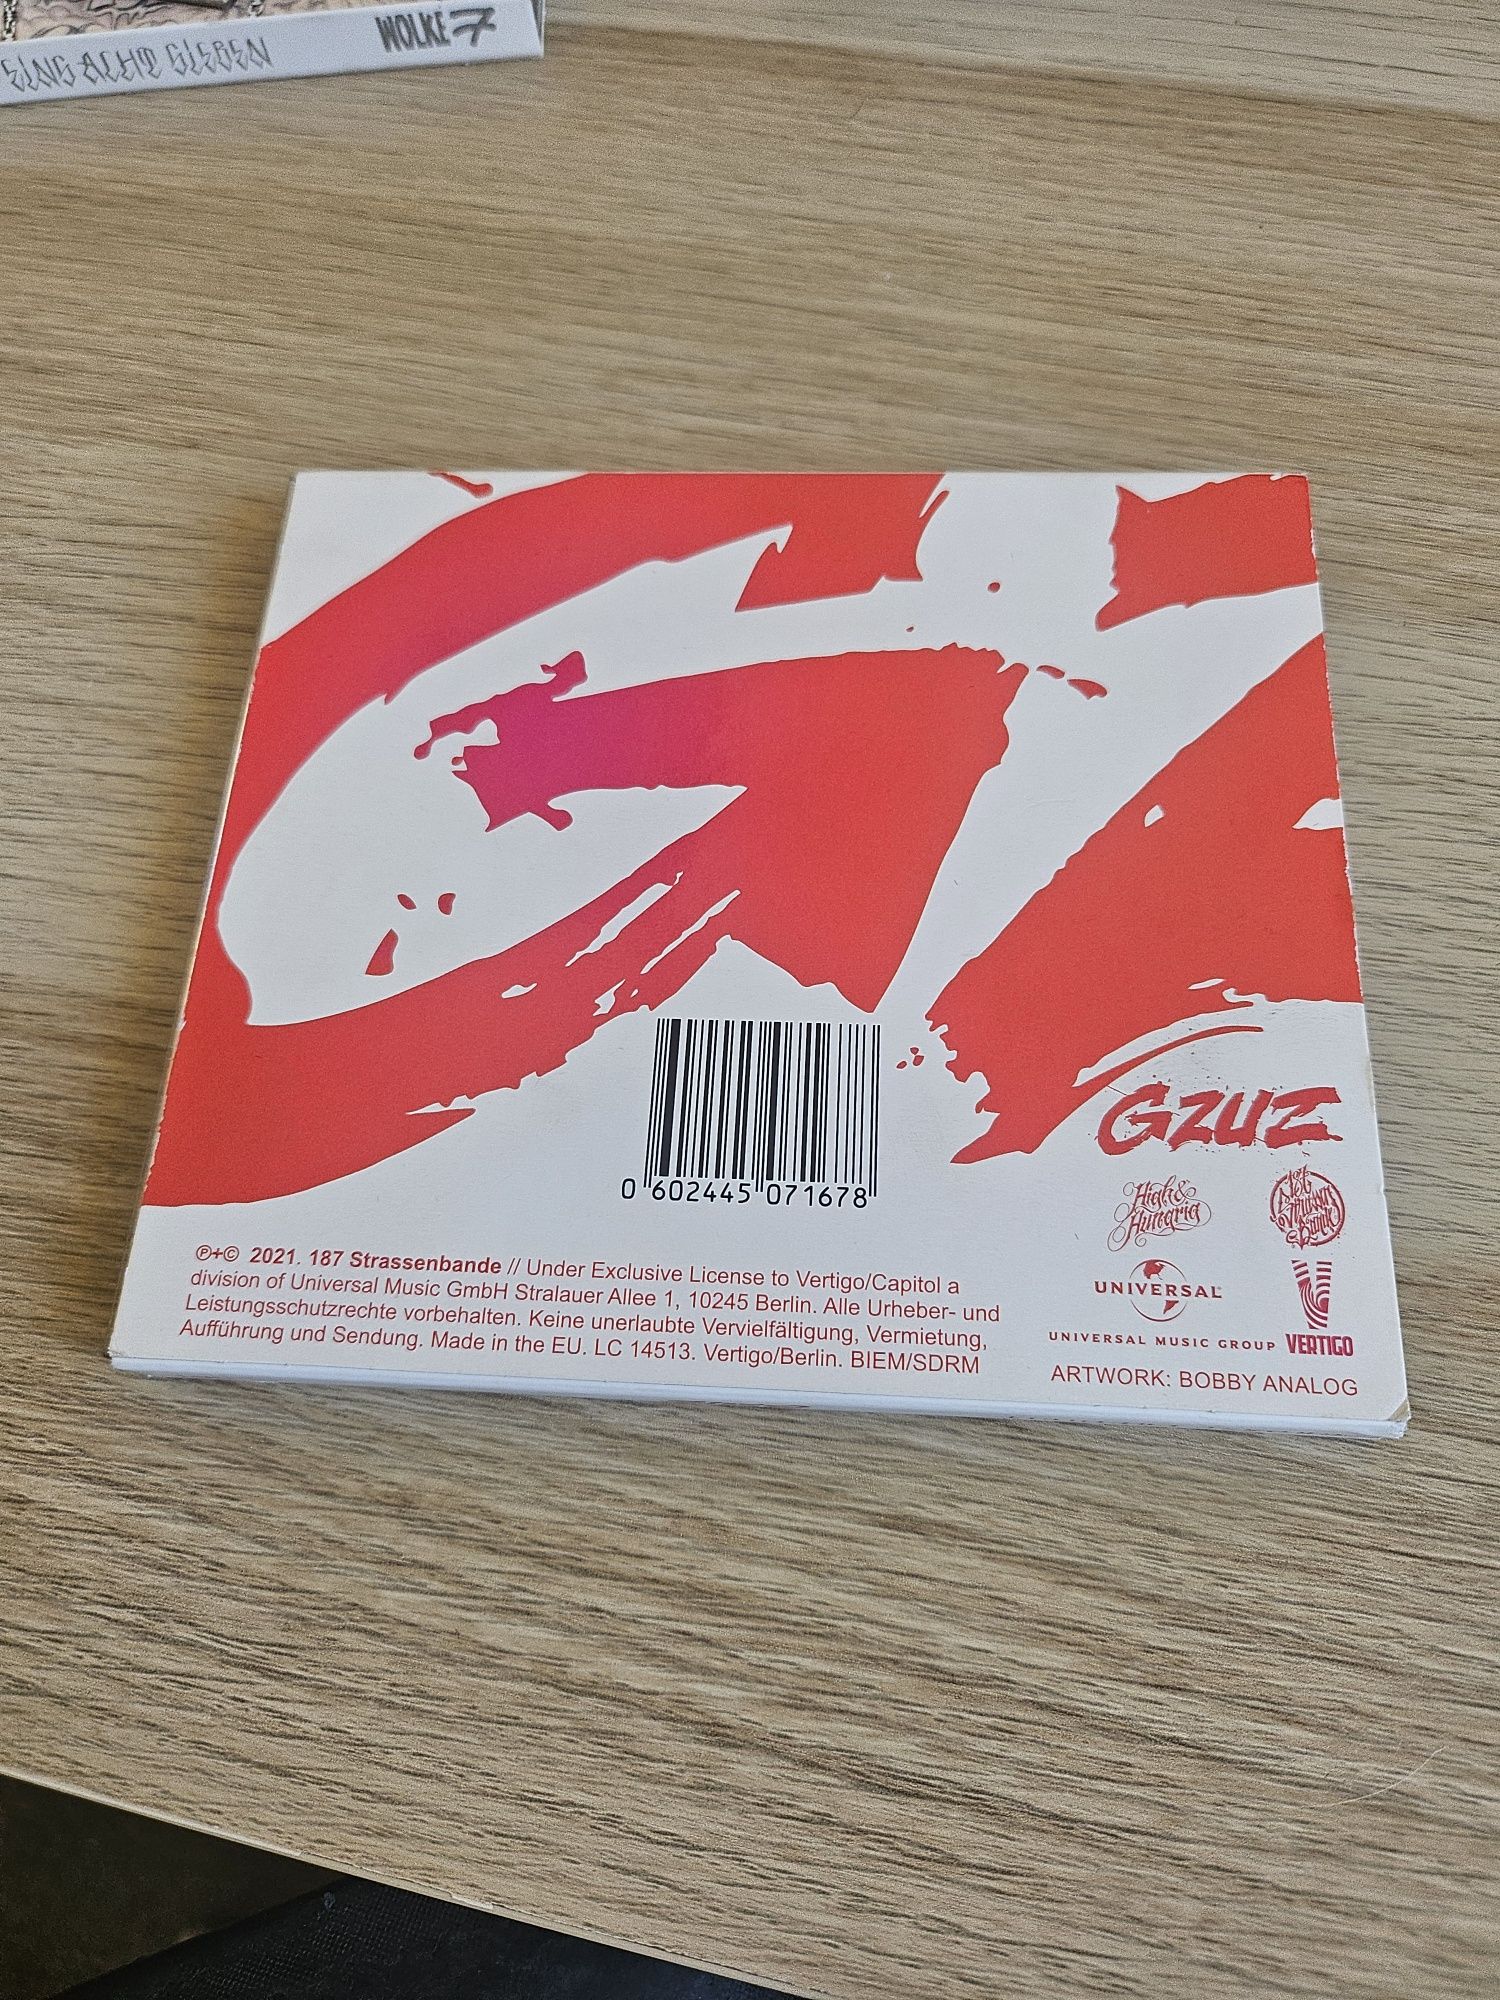 EINS ACHT SIEBEN WOLKE 7
GZUZ
0 602445 071678
High & Hungrig
℗+© 2021. 187 Strassenbande // Under Exclusive License to Vertigo/Capitol a
division of Universal Music GmbH Stralauer Allee 1, 10245 Berlin. Alle Urheber- und
Leistungsschutzrechte vorbehalten. Keine unerlaubte Vervielfältigung, Vermietung,
Aufführung und Sendung. Made in the EU. LC 14513. Vertigo/Berlin. BIEM/SDRM
UNIVERSAL
UNIVERSAL MUSIC GROUP
VERTIGO
ARTWORK: BOBBY ANALOG